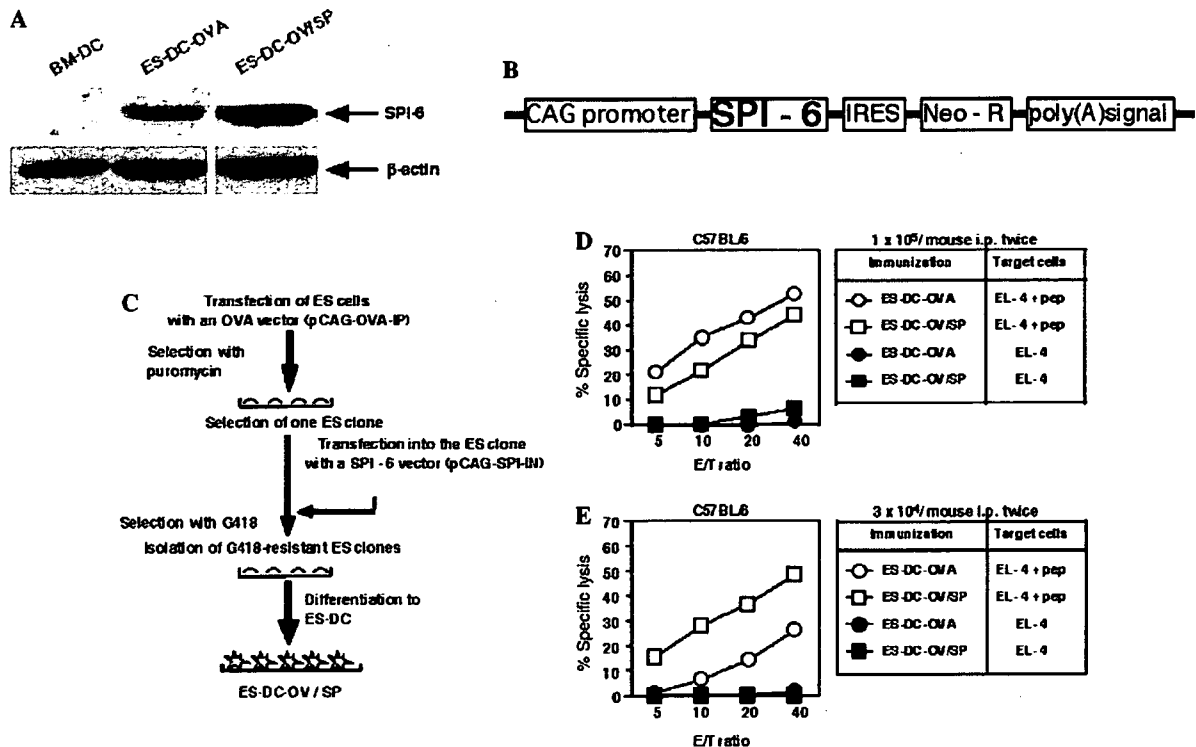 A
BM-DC
ES-DC-OVA
ES-DC-OV/SP
SPI-6
β-actin
B
CAG promoter
SPI - 6
IRES
Neo - R
poly(A)signal
C
Transfection of ES cells
with an OVA vector (pCAG-OVA-IP)
Selection with
puromycin
Selection of one ES clone
Transfection into the ES clone
with a SPI - 6 vector (pCAG-SPI-IN)
Selection with G418
Isolation of G418-resistant ES clones
Differentiation to
ES-DC
ES-DC-OV / SP
D
C57BL/6
% Specific lysis
70
60
50
40
30
20
10
0
5 10 20 40
E/T ratio
1 x 10⁵/ mouse i.p. twice
Immunization Target cells
ES-DC-OVA EL- 4 + pep
ES-DC-OV/SP EL- 4 + pep
ES-DC-OVA EL- 4
ES-DC-OV/SP EL- 4
E
C57BL/6
% Specific lysis
70
60
50
40
30
20
10
0
5 10 20 40
E/T ratio
3 x 10⁴/ mouse i.p. twice
Immunization Target cells
ES-DC-OVA EL- 4 + pep
ES-DC-OV/SP EL- 4 + pep
ES-DC-OVA EL- 4
ES-DC-OV/SP EL- 4